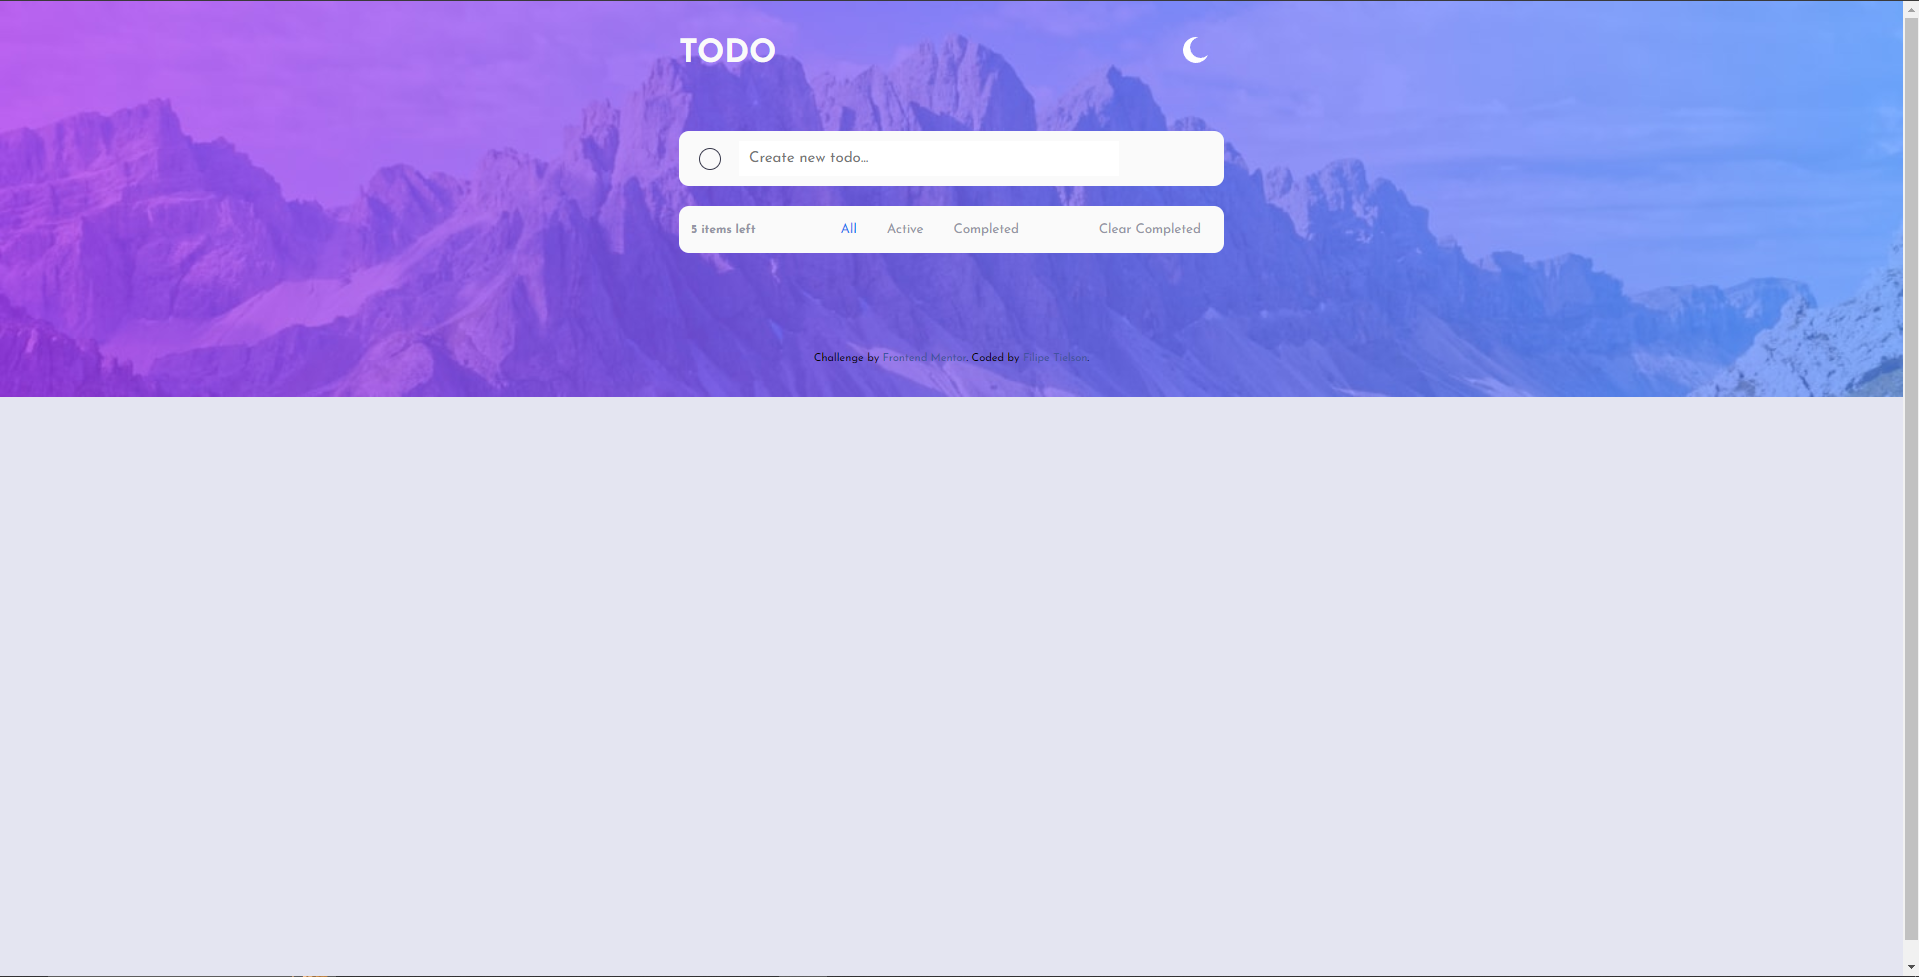 TODO
Create new todo...
5 items left All Active Completed Clear Completed
Challenge by Frontend Mentor. Coded by Filipe Tielson.